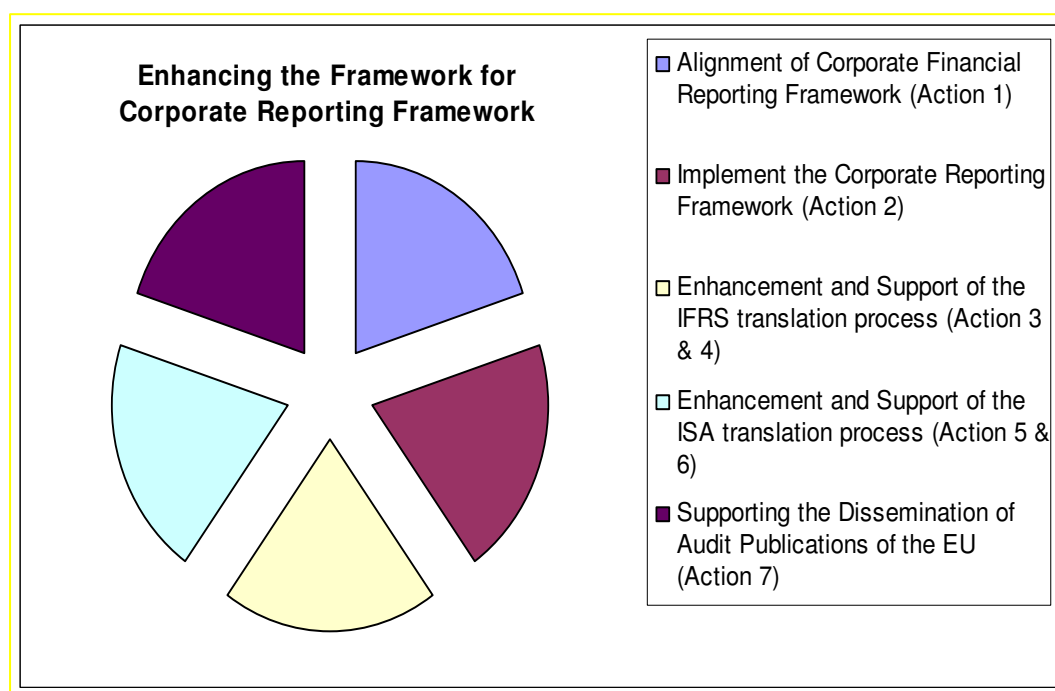 Enhancing the Framework for
Corporate Reporting Framework
Alignment of Corporate Financial
Reporting Framework (Action 1)
Implement the Corporate Reporting
Framework (Action 2)
Enhancement and Support of the
IFRS translation process (Action 3
& 4)
Enhancement and Support of the
ISA translation process (Action 5 &
6)
Supporting the Dissemination of
Audit Publications of the EU
(Action 7)